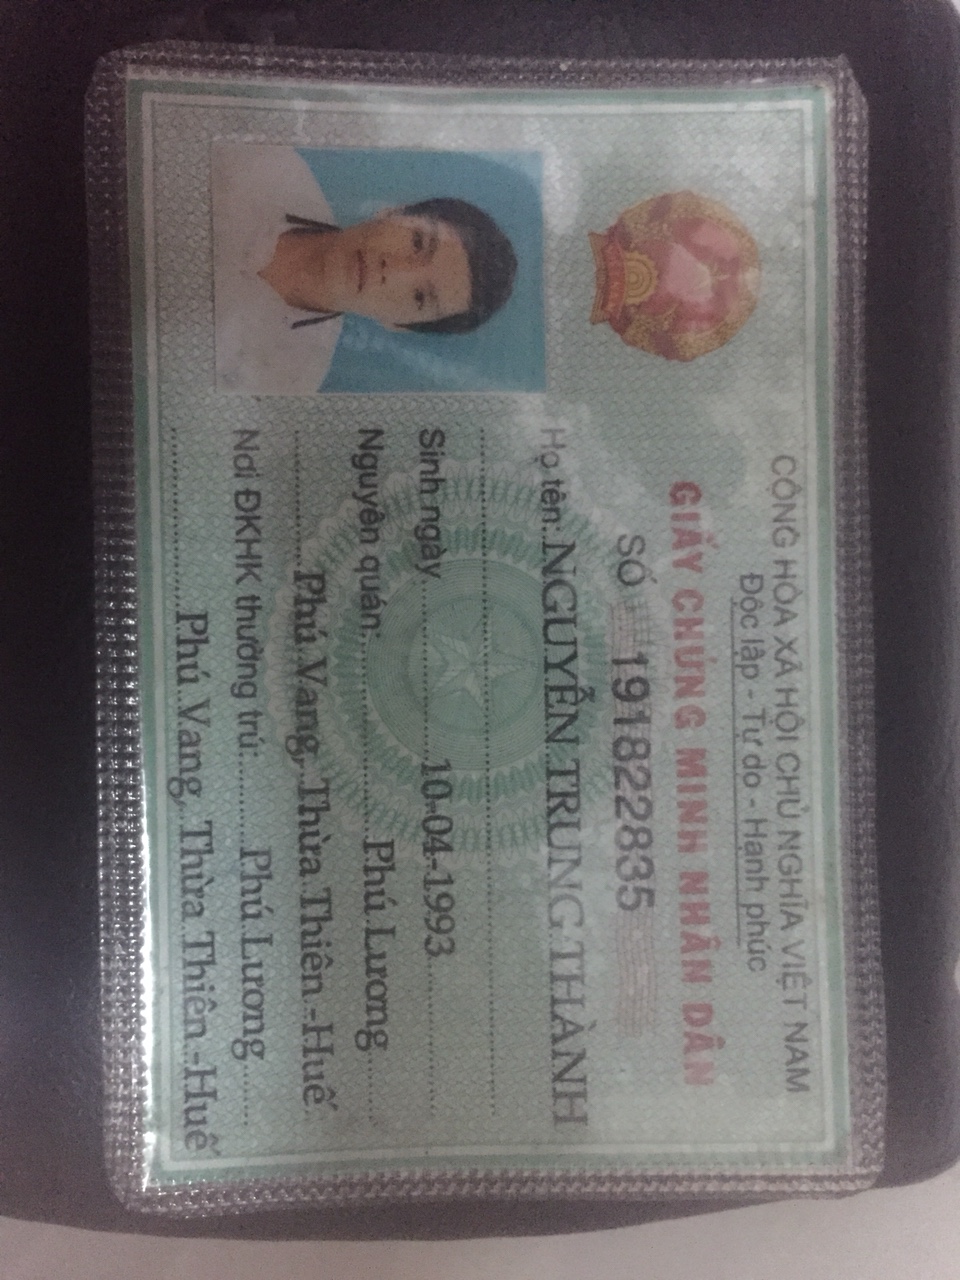 CỘNG HÒA XÃ HỘI CHỦ NGHĨA VIỆT NAM
Độc lập - Tự do - Hạnh phúc
GIẤY CHỨNG MINH NHÂN DÂN
SỐ 191822835
Họ tên: NGUYỄN TRUNG THÀNH
Sinh ngày 10-04-1993
Nguyên quán: Phú Lương
Phú Vang, Thừa Thiên -Huế
Nơi ĐKHK thường trú: Phú Lương
Phú Vang, Thừa Thiên -Huế